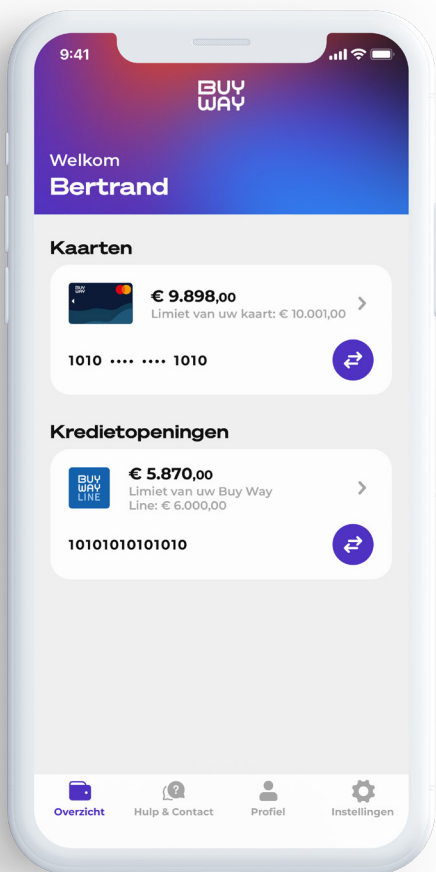 9:41
BUY
WAY
Welkom
Bertrand
Kaarten
BUY
WAY
€ 9.898,00
Limiet van uw kaart: € 10.001,00
1010 •••• •••• 1010
Kredietopeningen
BUY
WAY
LINE
€ 5.870,00
Limiet van uw Buy Way
Line: € 6.000,00
10101010101010
Overzicht
Hulp & Contact
Profiel
Instellingen